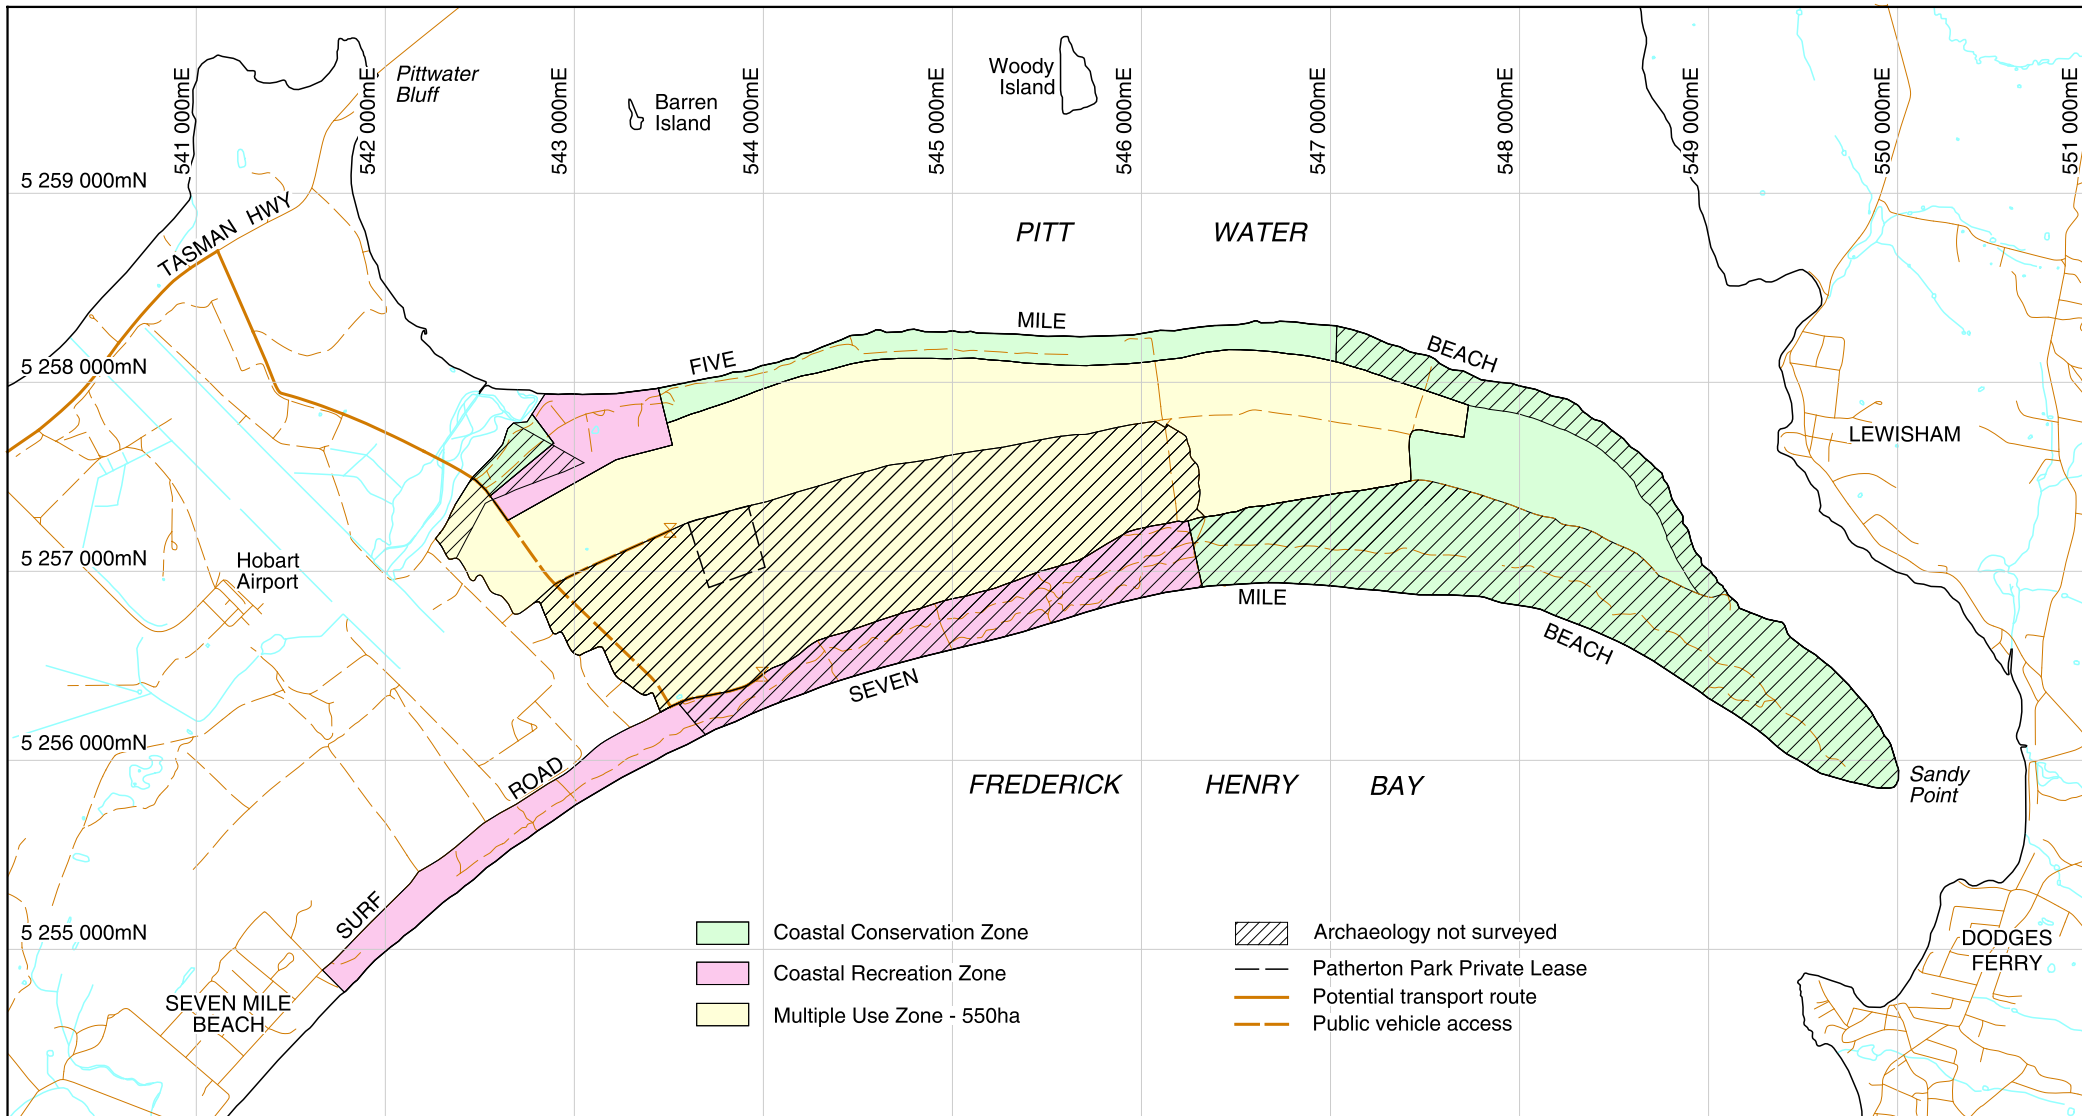 Pittwater
Bluff
Barren
Island
Woody
Island
541 000mE
542 000mE
543 000mE
544 000mE
545 000mE
546 000mE
547 000mE
548 000mE
549 000mE
550 000mE
551 000mE
5 259 000mN
TASMAN HWY
PITT WATER
FIVE MILE BEACH
5 258 000mN
LEWISHAM
Hobart
Airport
5 257 000mN
SEVEN MILE BEACH
5 256 000mN
SURF ROAD
FREDERICK HENRY BAY
Sandy
Point
5 255 000mN
SEVEN MILE
BEACH
DODGES
FERRY
Coastal Conservation Zone
Coastal Recreation Zone
Multiple Use Zone - 550ha
Archaeology not surveyed
Patherton Park Private Lease
Potential transport route
Public vehicle access